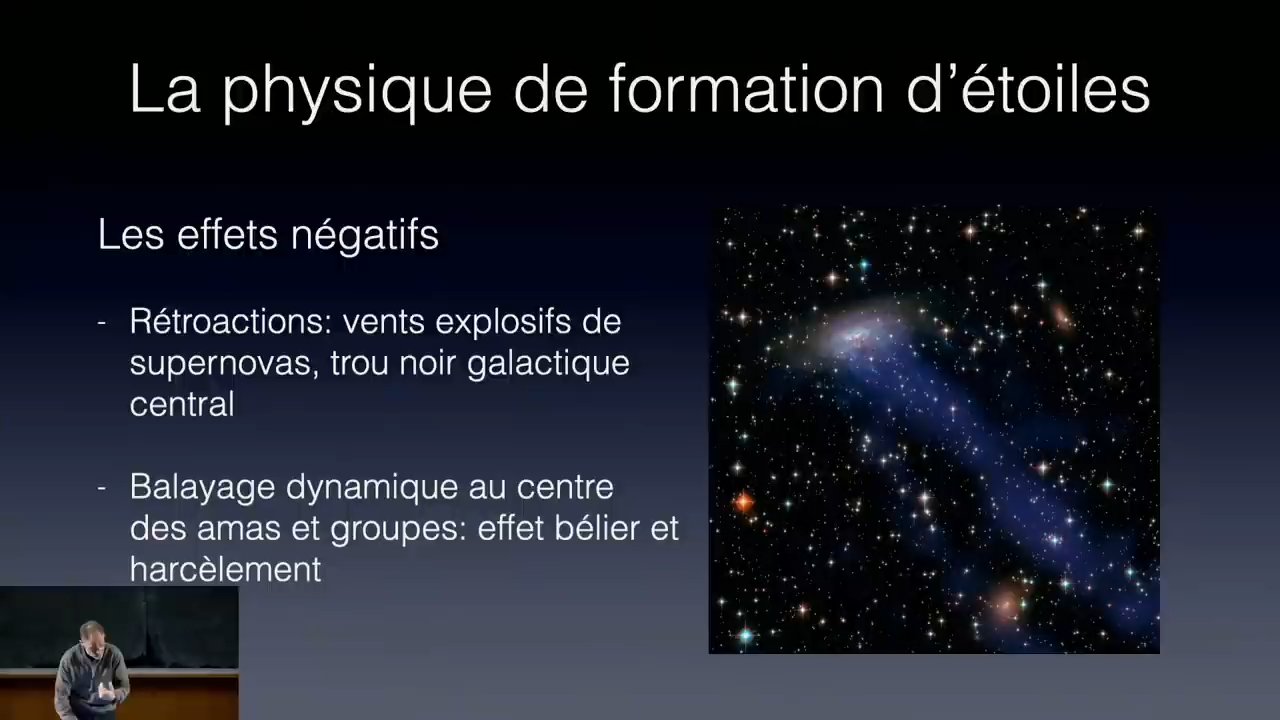 La physique de formation d’étoiles
Les effets négatifs
- Rétroactions: vents explosifs de
supernovas, trou noir galactique
central
- Balayage dynamique au centre
des amas et groupes: effet bélier et
harcèlement